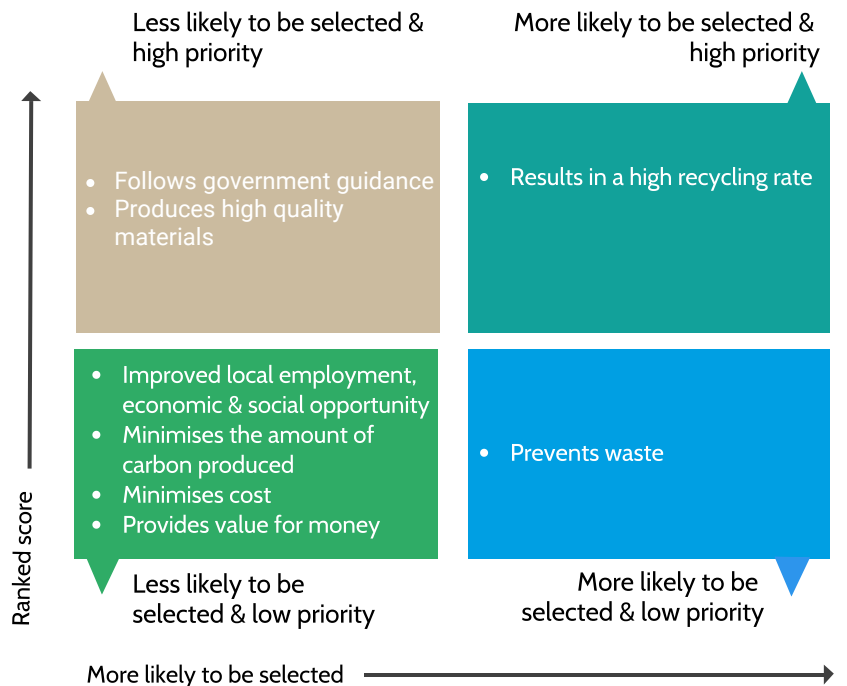 Less likely to be selected &
high priority
More likely to be selected &
high priority
• Follows government guidance
• Produces high quality
materials
• Results in a high recycling rate
• Improved local employment,
economic & social opportunity
• Minimises the amount of
carbon produced
• Minimises cost
• Provides value for money
• Prevents waste
Less likely to be
selected & low priority
More likely to be
selected & low priority
Ranked score
More likely to be selected